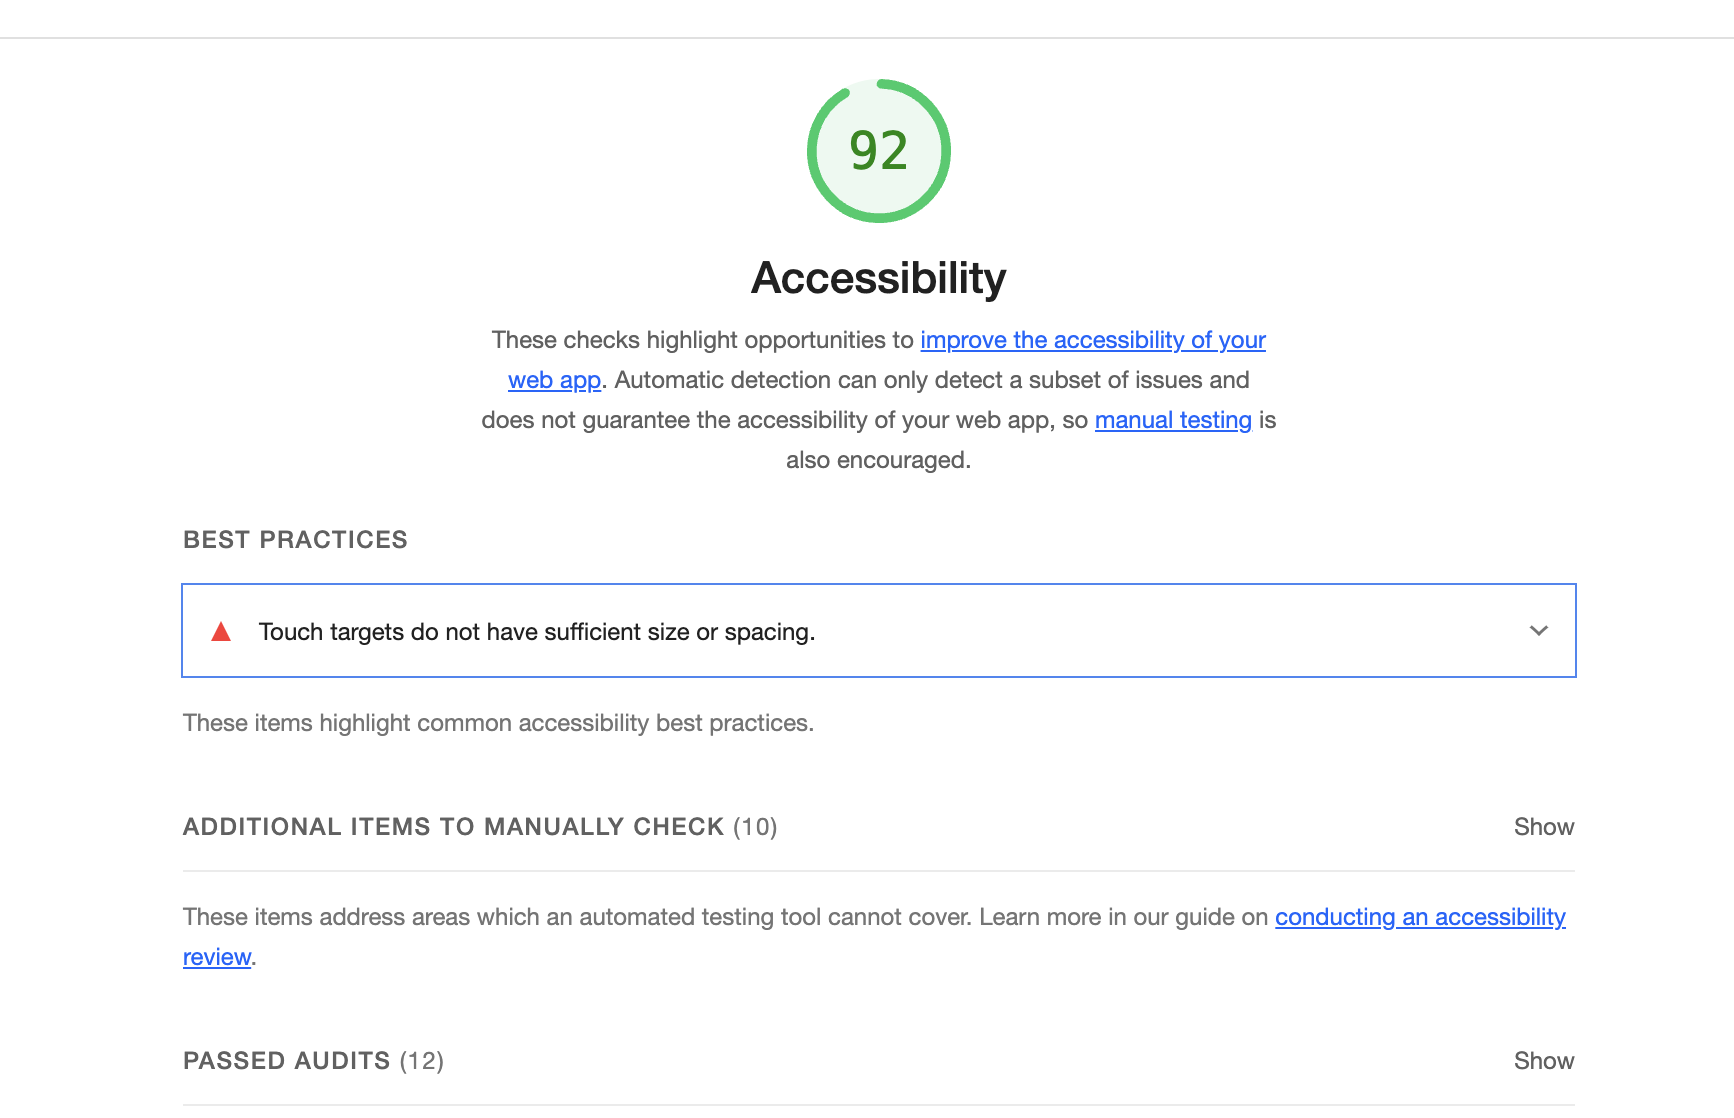 92
Accessibility
These checks highlight opportunities to improve the accessibility of your
web app. Automatic detection can only detect a subset of issues and
does not guarantee the accessibility of your web app, so manual testing is
also encouraged.
BEST PRACTICES
Touch targets do not have sufficient size or spacing.
These items highlight common accessibility best practices.
ADDITIONAL ITEMS TO MANUALLY CHECK (10) Show
These items address areas which an automated testing tool cannot cover. Learn more in our guide on conducting an accessibility
review.
PASSED AUDITS (12) Show